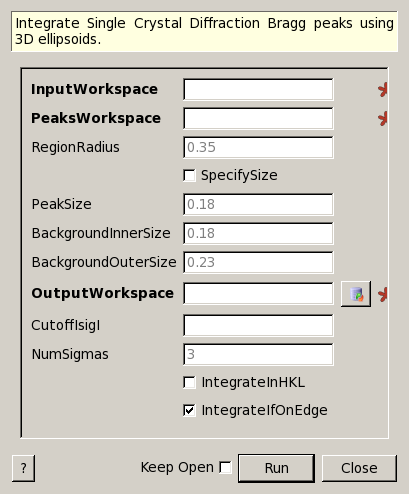 Integrate Single Crystal Diffraction Bragg peaks using
3D ellipsoids.
InputWorkspace
PeaksWorkspace
RegionRadius 0.35
SpecifySize
PeakSize 0.18
BackgroundInnerSize 0.18
BackgroundOuterSize 0.23
OutputWorkspace
CutoffIsigI
NumSigmas 3
IntegrateInHKL
IntegrateIfOnEdge
? Keep Open Run Close